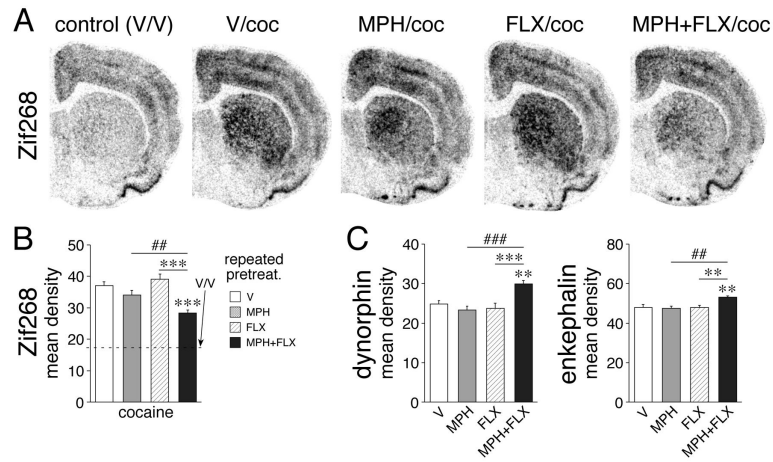 A
control (V/V) V/coc MPH/coc FLX/coc MPH+FLX/coc
Zif268
B
Zif268
mean density
50
40
30
20
10
0
##
***
***
cocaine
repeated
pretreat.
V/V
V
MPH
FLX
MPH+FLX
C
dynorphin
mean density
40
30
20
10
0
###
***
**
V
MPH
FLX
MPH+FLX
enkephalin
mean density
80
60
40
20
0
##
**
**
V
MPH
FLX
MPH+FLX